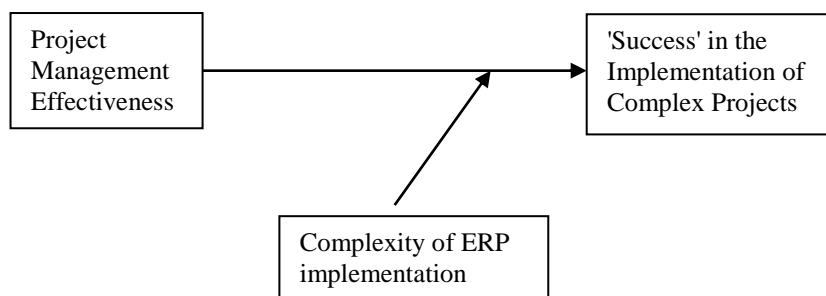 Project
Management
Effectiveness
'Success' in the
Implementation of
Complex Projects
Complexity of ERP
implementation